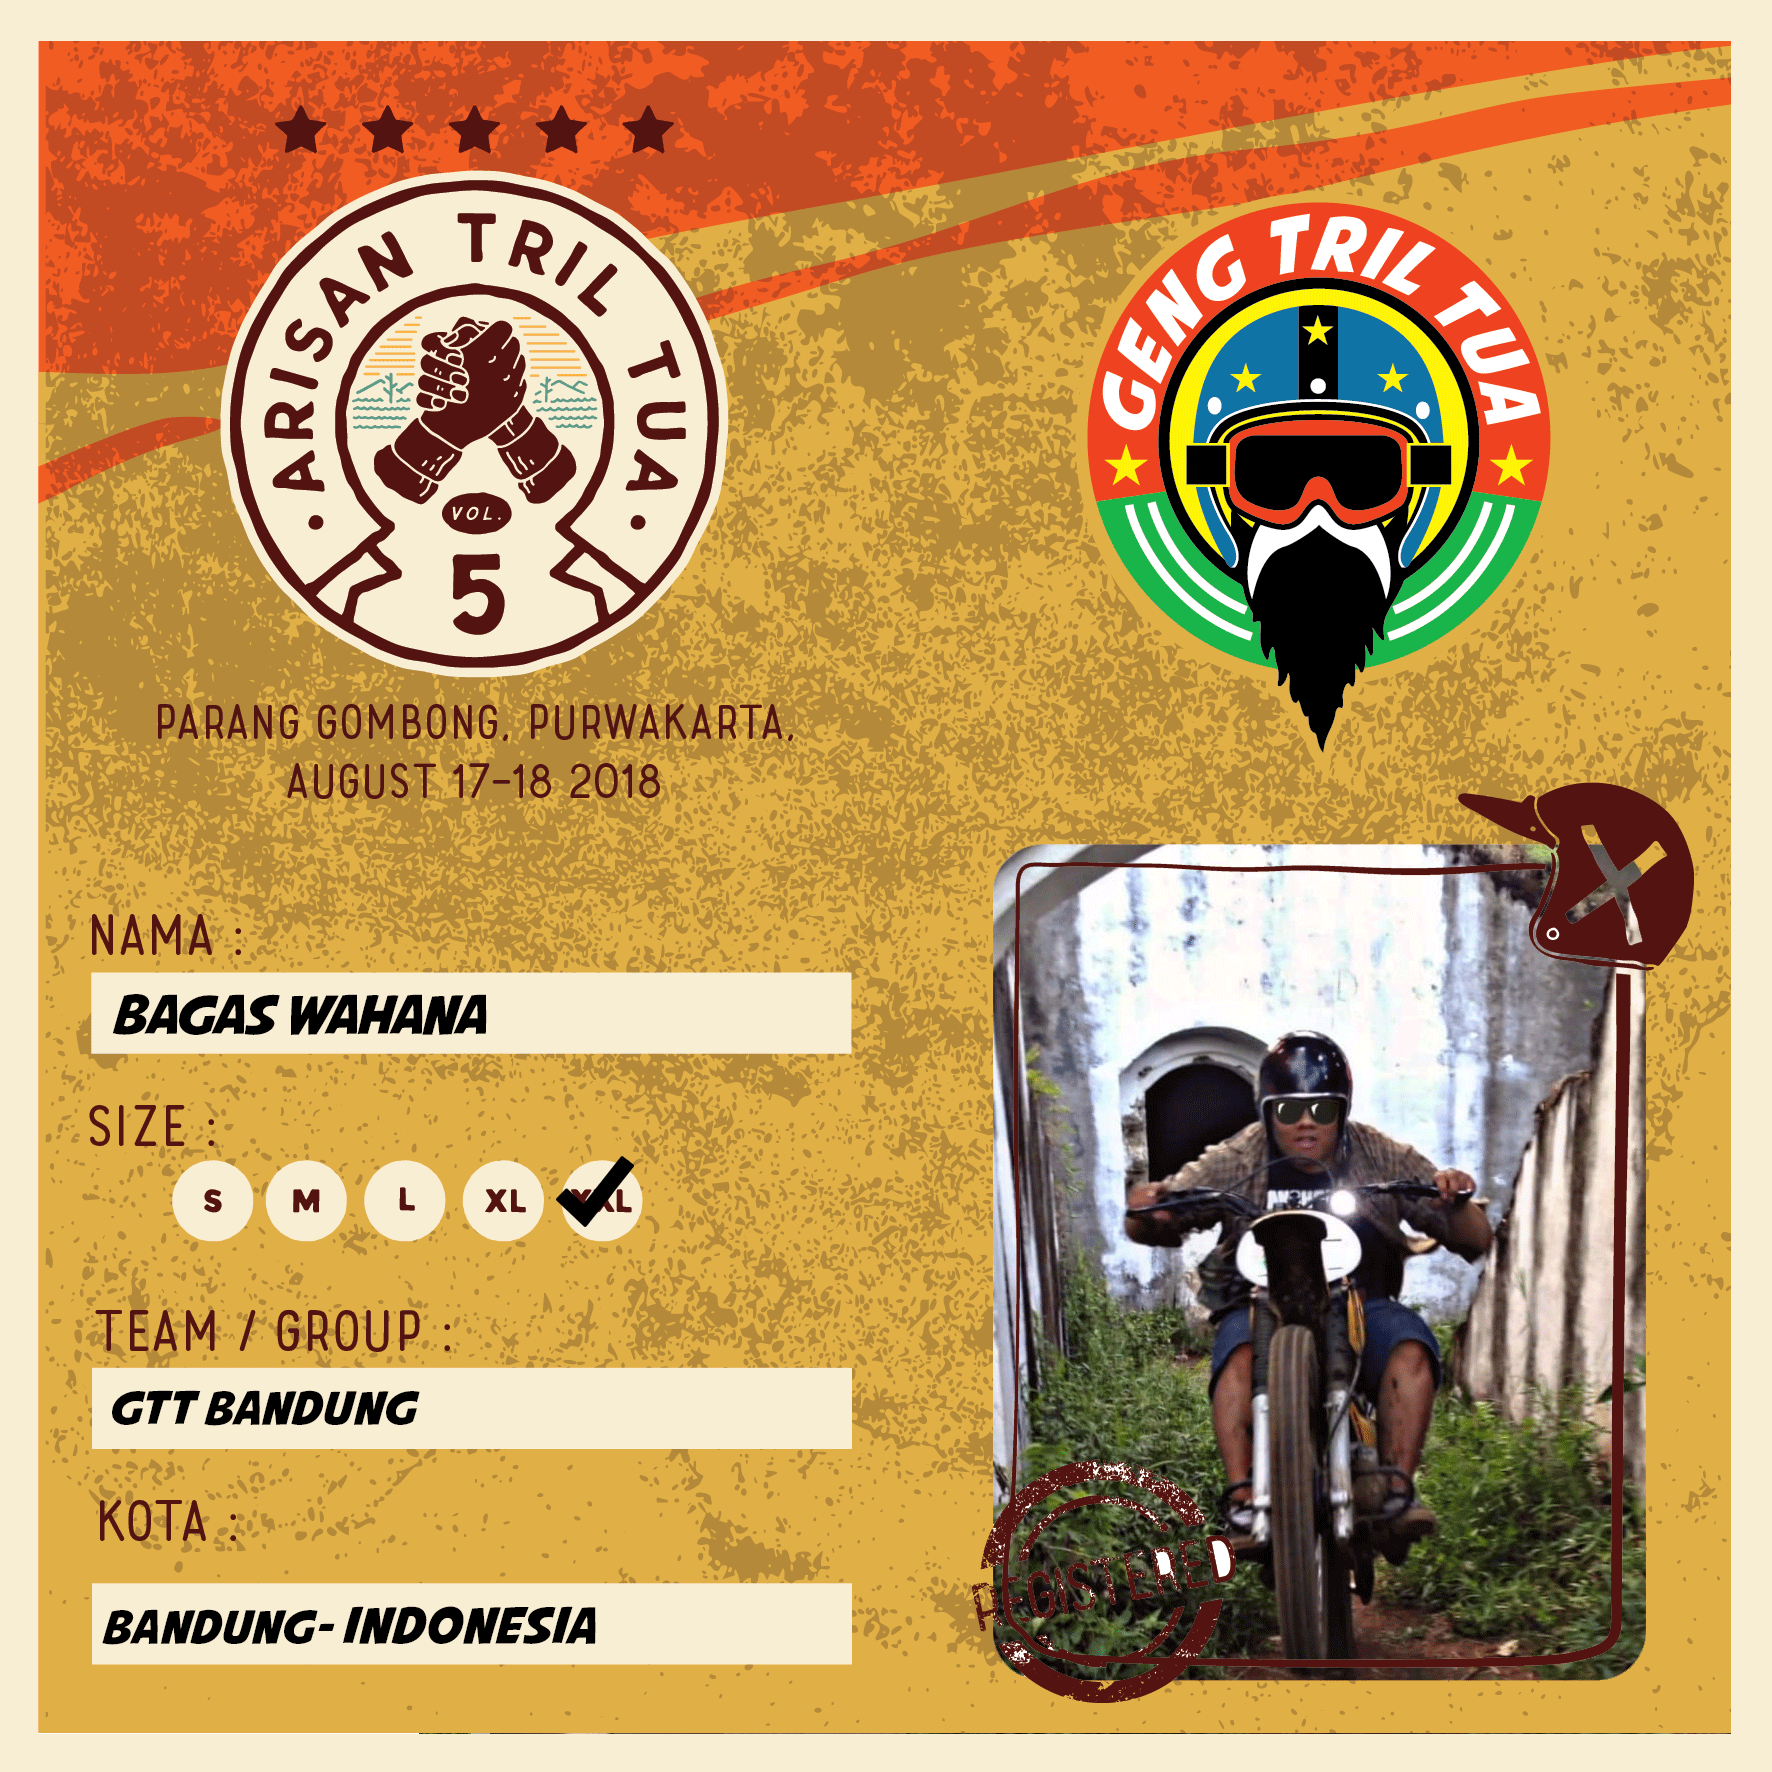 ARISAN TRIL TUA
VOL.
5
GENG TRIL TUA
PARANG GOMBONG, PURWAKARTA,
AUGUST 17-18 2018
NAMA :
BAGAS WAHANA
SIZE :
S M L XL XXL
TEAM / GROUP :
GTT BANDUNG
KOTA :
BANDUNG- INDONESIA
REGISTERED